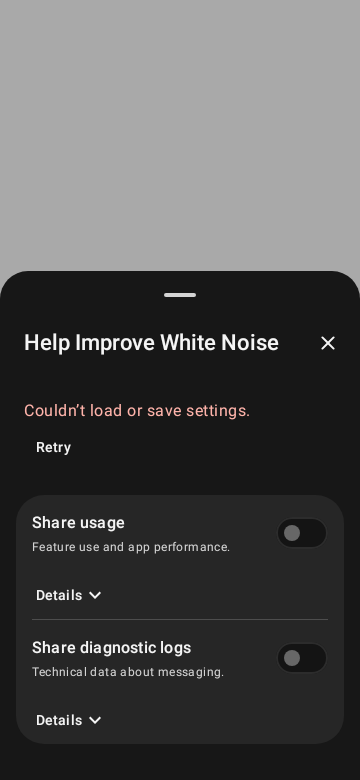 Help Improve White Noise
Couldn’t load or save settings.
Retry
Share usage
Feature use and app performance.
Details
Share diagnostic logs
Technical data about messaging.
Details